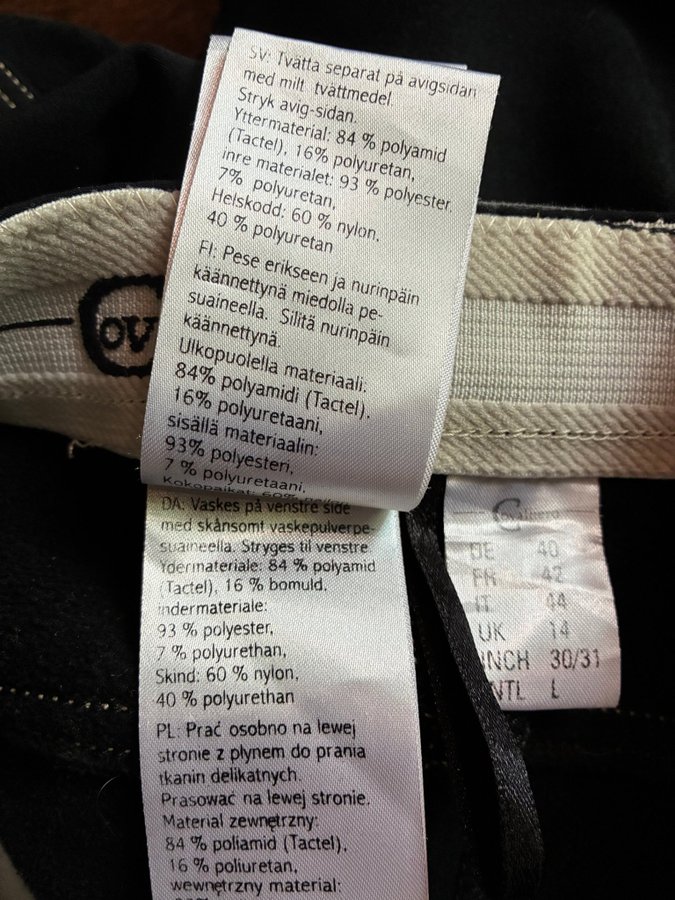 SV: Tvätta separat på avigsidan
med milt tvättmedel.
Stryk avig-sidan.
Yttermaterial: 84 % polyamid
(Tactel), 16% polyuretan,
inre materialet: 93 % polyester.
7% polyuretan,
Helskodd: 60 % nylon,
40 % polyuretan
FI: Pese erikseen ja nurinpäin
käännettynä miedolla pe-
suaineella. Silitä nurinpäin
käännettynä.
Ulkopuolella materiaali:
84% polyamidi (Tactel),
16% polyuretaani,
sisällä materiaalin:
93% polyesteri,
7 % polyuretaani,
Kokopaikat: 60%
DA: Vaskes på venstre side
med skånsomt vaskepulverpe-
suaineella. Stryges til venstre.
Ydermateriale: 84 % polyamid
(Tactel), 16 % bomuld,
indermateriale:
93 % polyester,
7 % polyurethan,
Skind: 60 % nylon,
40 % polyurethan
PL: Prać osobno na lewej
stronie z płynem do prania
tkanin delikatnych.
Prasować na lewej stronie.
Materiał zewnętrzny:
84 % poliamid (Tactel),
16 % poliuretan,
wewnętrzny material:
Cov
DE 40
FR 42
IT 44
UK 14
INCH 30/31
NTL L